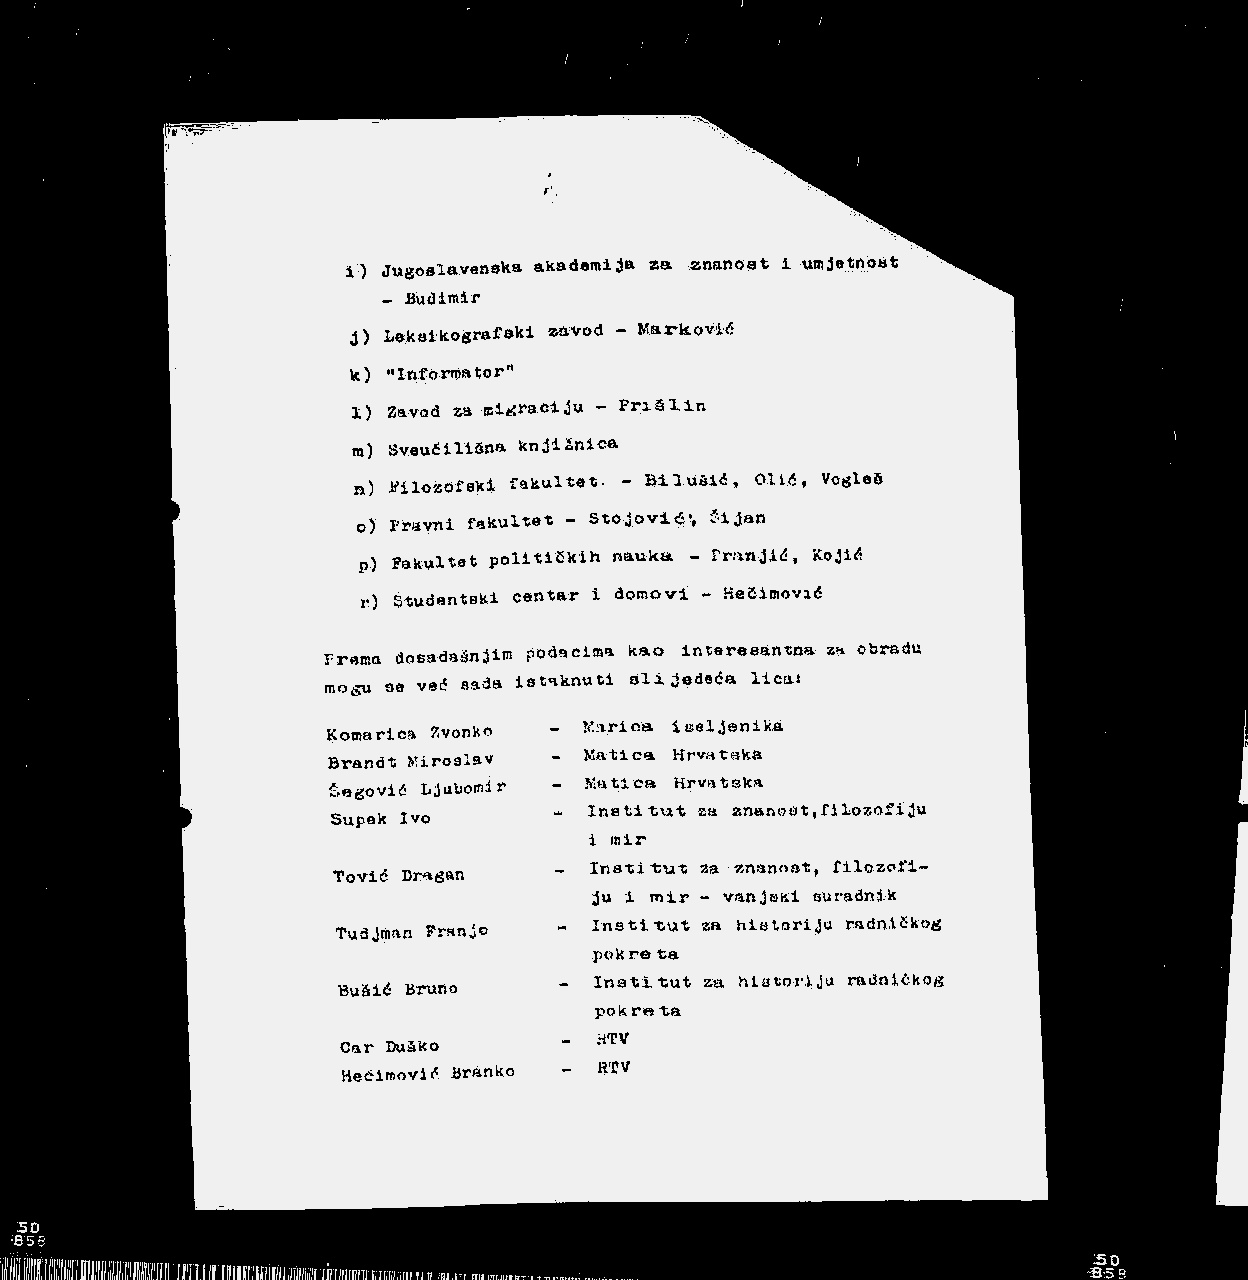 i) Jugoslavenska akademija za znanost i umjetnost
- Budimir
j) Leksikografski zavod - Marković
k) "Informator"
l) Zavod za migraciju - Prišlin
m) Sveučilišna knjižnica
n) Filozofski fakultet. - Bilušić, Olić, Vogleš
o) Pravni fakultet - Stojović, Šijan
p) Fakultet političkih nauka - Franjić, Kojić
r) Studentski centar i domovi - Hečimović
Prema dosadašnjim podacima kao interesantna za obradu
mogu se već sada istaknuti slijedeća lica:
Komarica Zvonko - Marica iseljenika
Brandt Miroslav - Matica Hrvatska
Šegović Ljubomir - Matica Hrvatska
Supek Ivo - Institut za znanost,filozofiju
i mir
Tović Dragan - Institut za znanost, filozofi-
ju i mir - vanjski suradnik
Tudjman Franjo - Institut za historiju radničkog
pokreta
Bušić Bruno - Institut za historiju radničkog
pokreta
Car Duško - RTV
Hećimović Branko - RTV
50
858
50
858